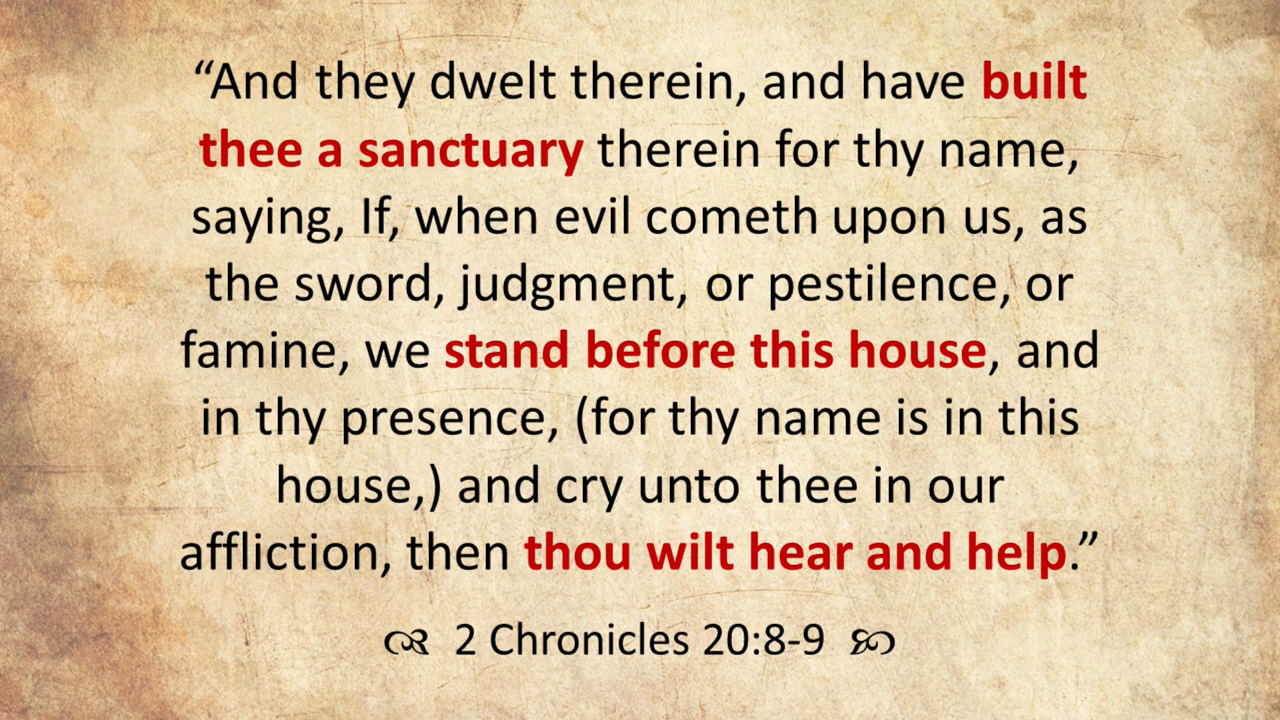 “And they dwelt therein, and have built
thee a sanctuary therein for thy name,
saying, If, when evil cometh upon us, as
the sword, judgment, or pestilence, or
famine, we stand before this house, and
in thy presence, (for thy name is in this
house,) and cry unto thee in our
affliction, then thou wilt hear and help.”
2 Chronicles 20:8-9